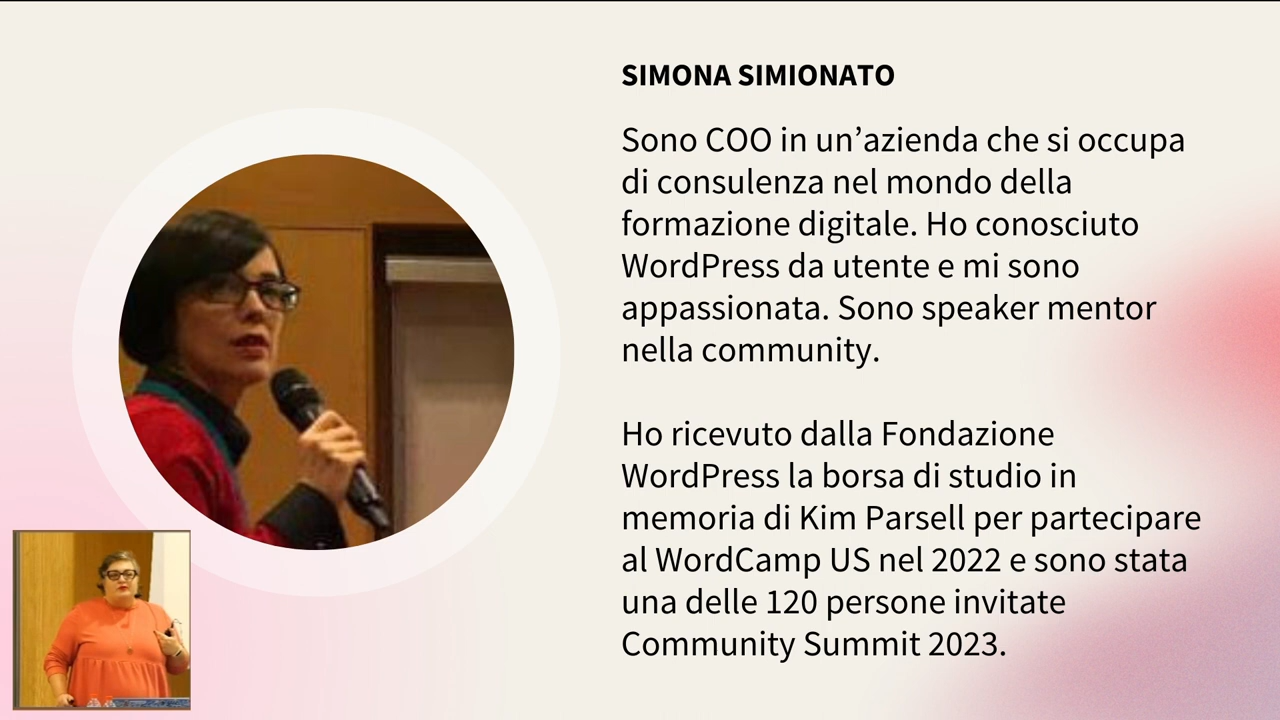 SIMONA SIMIONATO
Sono COO in un’azienda che si occupa
di consulenza nel mondo della
formazione digitale. Ho conosciuto
WordPress da utente e mi sono
appassionata. Sono speaker mentor
nella community.
Ho ricevuto dalla Fondazione
WordPress la borsa di studio in
memoria di Kim Parsell per partecipare
al WordCamp US nel 2022 e sono stata
una delle 120 persone invitate
Community Summit 2023.